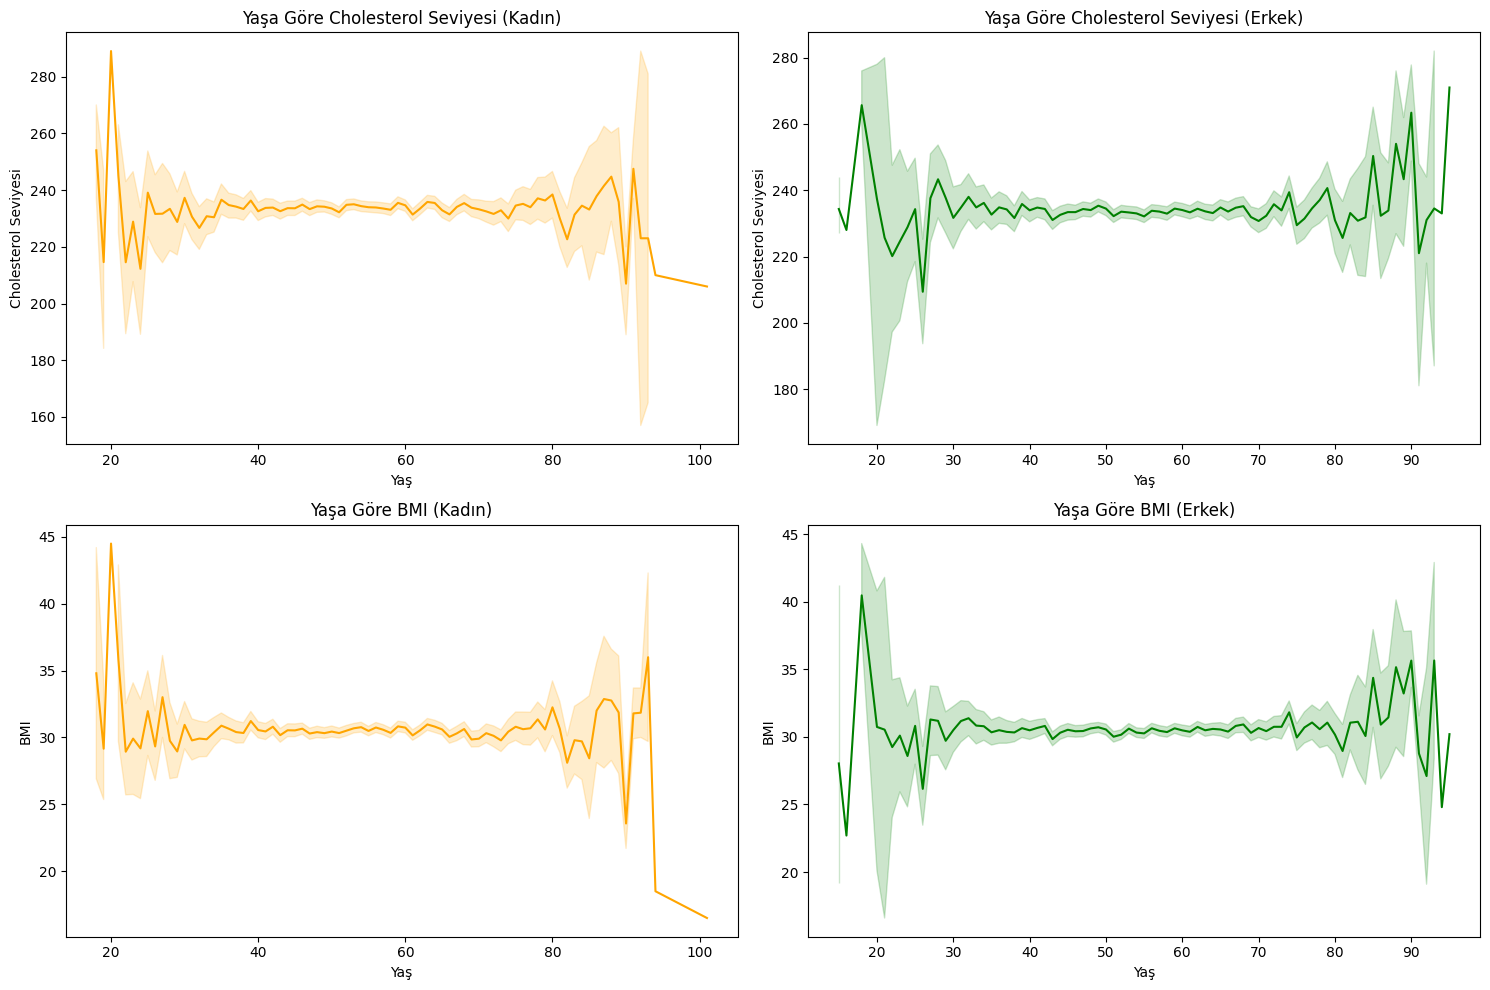 Yaşa Göre Cholesterol Seviyesi (Kadın)
Cholesterol Seviyesi
280
260
240
220
200
180
160
20 40 60 80 100
Yaş
Yaşa Göre Cholesterol Seviyesi (Erkek)
Cholesterol Seviyesi
280
260
240
220
200
180
20 30 40 50 60 70 80 90
Yaş
Yaşa Göre BMI (Kadın)
BMI
45
40
35
30
25
20
20 40 60 80 100
Yaş
Yaşa Göre BMI (Erkek)
BMI
45
40
35
30
25
20
20 30 40 50 60 70 80 90
Yaş